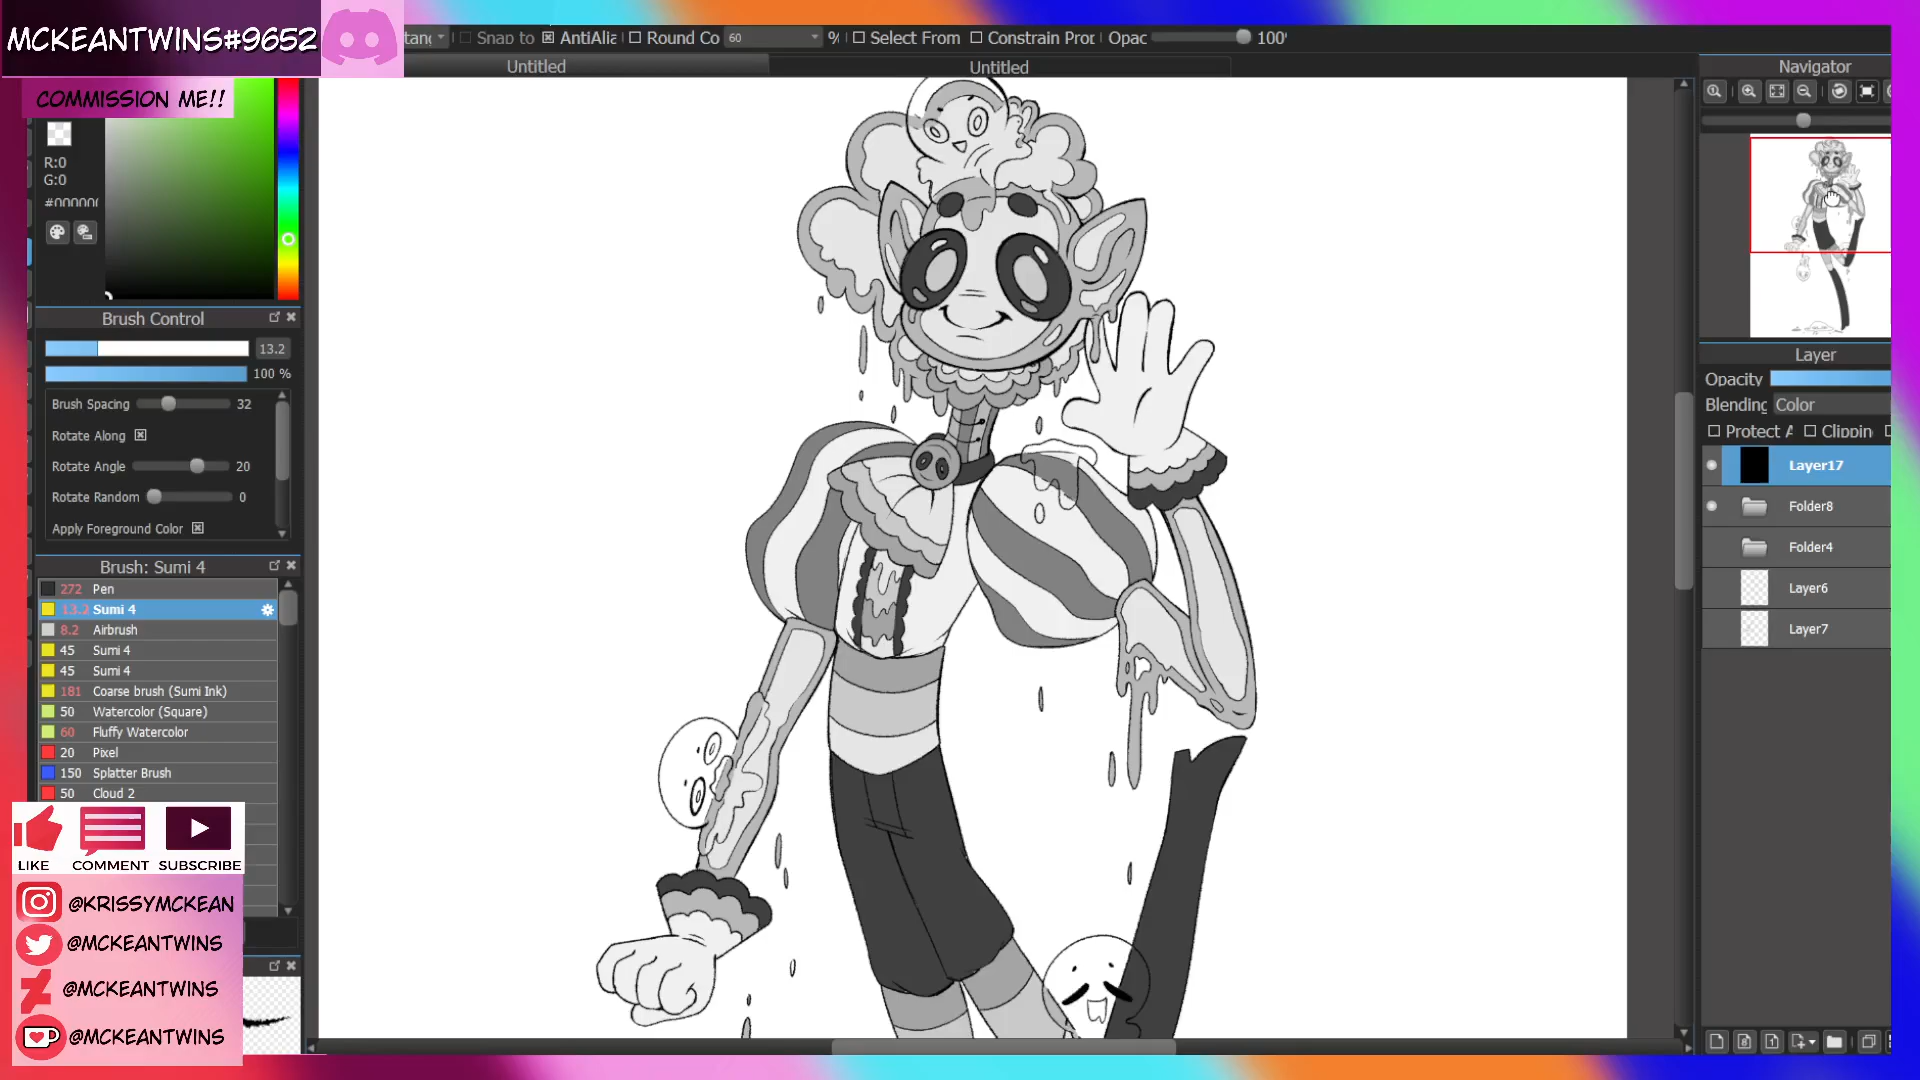 MCKEANTWINS#9652
COMMISSION ME!!
Snap to
AntiAlia
Round Co
60
%
Select From
Constrain Pro
Opac
100
Untitled
Untitled
R:0
G:0
Brush Control
13.2
100 %
Brush Spacing
32
Rotate Along
Rotate Angle
20
Rotate Random
0
Apply Foreground Color
Brush: Sumi 4
272 Pen
13.2 Sumi 4
8.2 Airbrush
45 Sumi 4
45 Sumi 4
181 Coarse brush (Sumi Ink)
50 Watercolor (Square)
60 Fluffy Watercolor
20 Pixel
150 Splatter Brush
50 Cloud 2
LIKE COMMENT SUBSCRIBE
@KRISSYMCKEAN
@MCKEANTWINS
@MCKEANTWINS
@MCKEANTWINS
Navigator
Layer
Opacity
Blending Color
Protect A
Clippin
Layer17
Folder8
Folder4
Layer6
Layer7